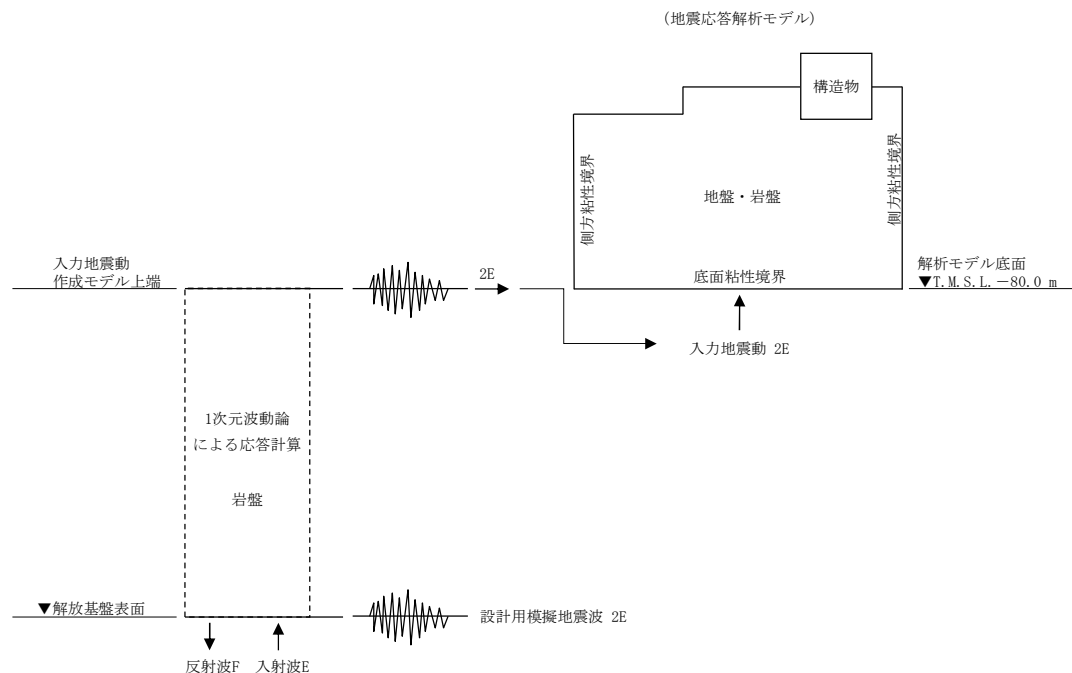 （地震応答解析モデル）
構造物
側方粘性境界
側方粘性境界
地盤・岩盤
入力地震動
作成モデル上端
2E
底面粘性境界
解析モデル底面
▼T.M.S.L.－80.0 m
入力地震動 2E
1次元波動論
による応答計算
岩盤
▼解放基盤表面
設計用模擬地震波 2E
反射波F
入射波E